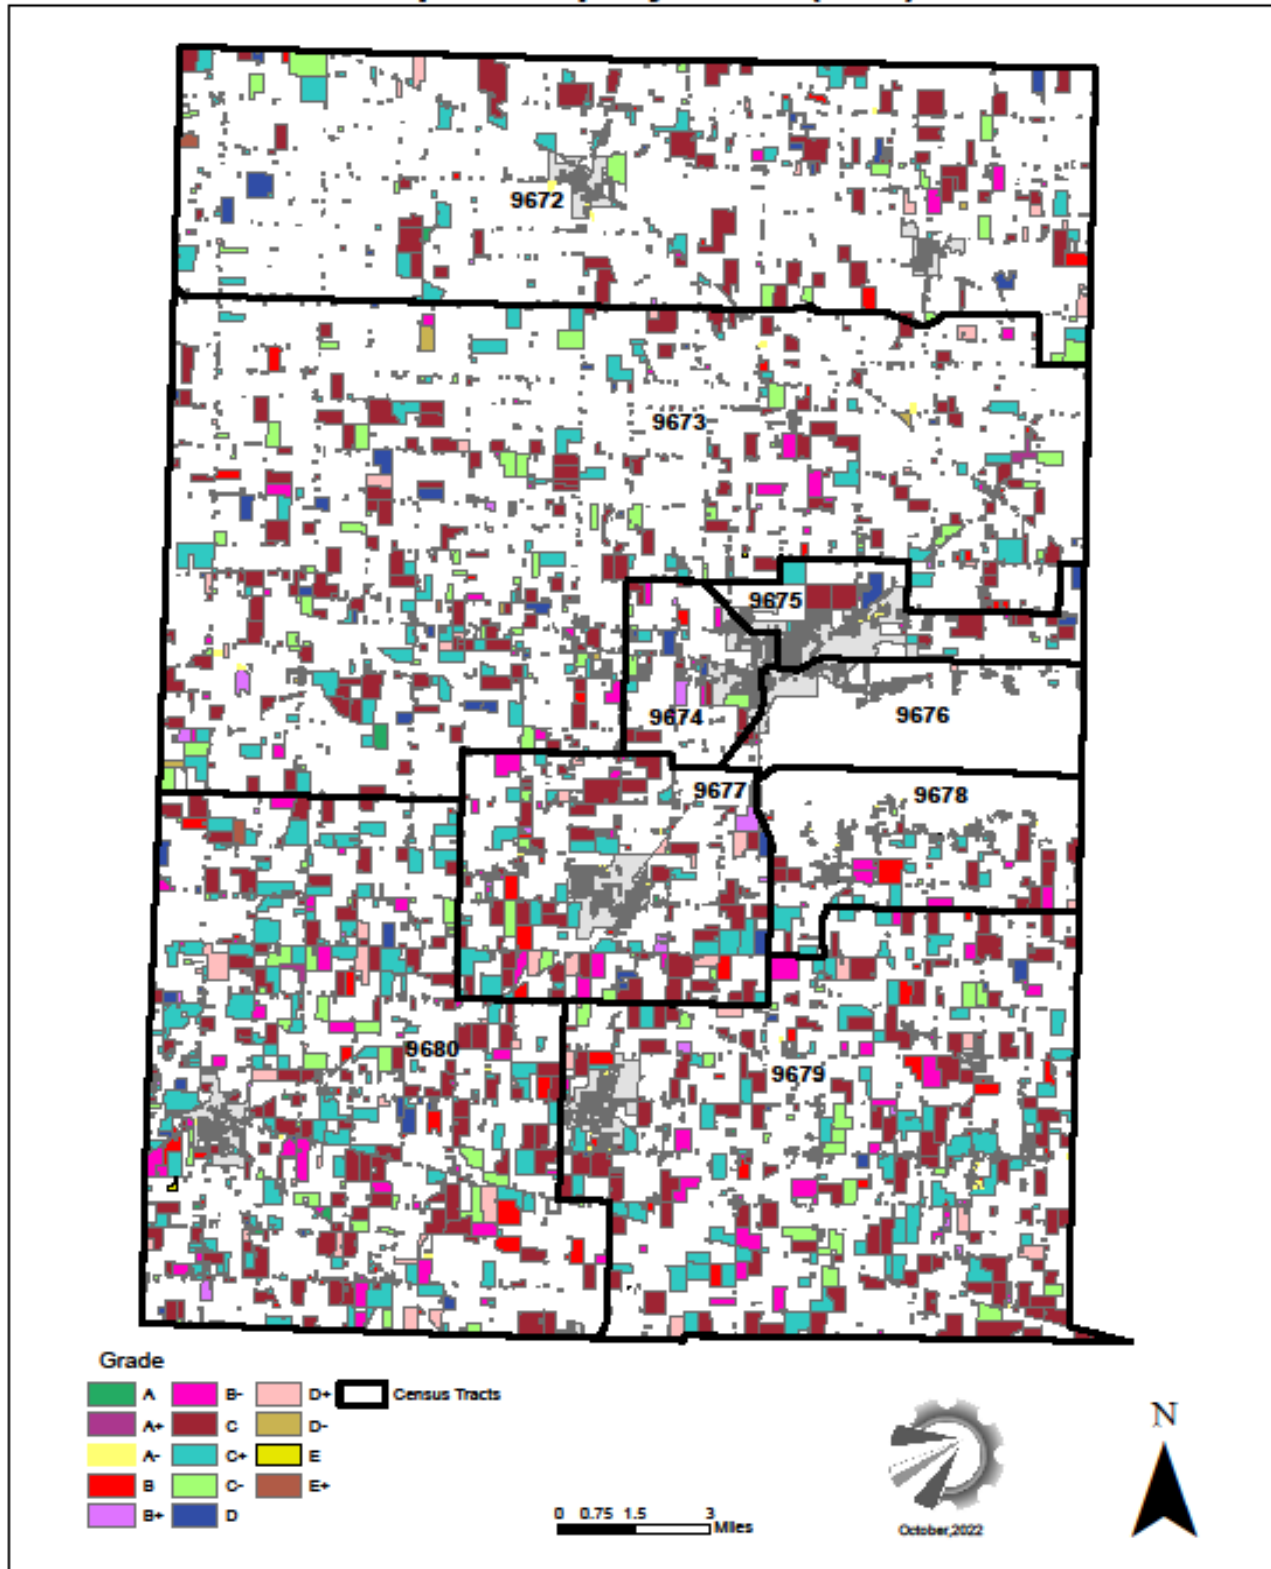 9672
9673
9675
9674
9676
9677
9678
9680
9679
Grade
A
B-
D+
Census Tracts
A+
C
D-
A-
C+
E
B
C-
E+
B+
D
0 0.75 1.5 3
Miles
October,2022
N